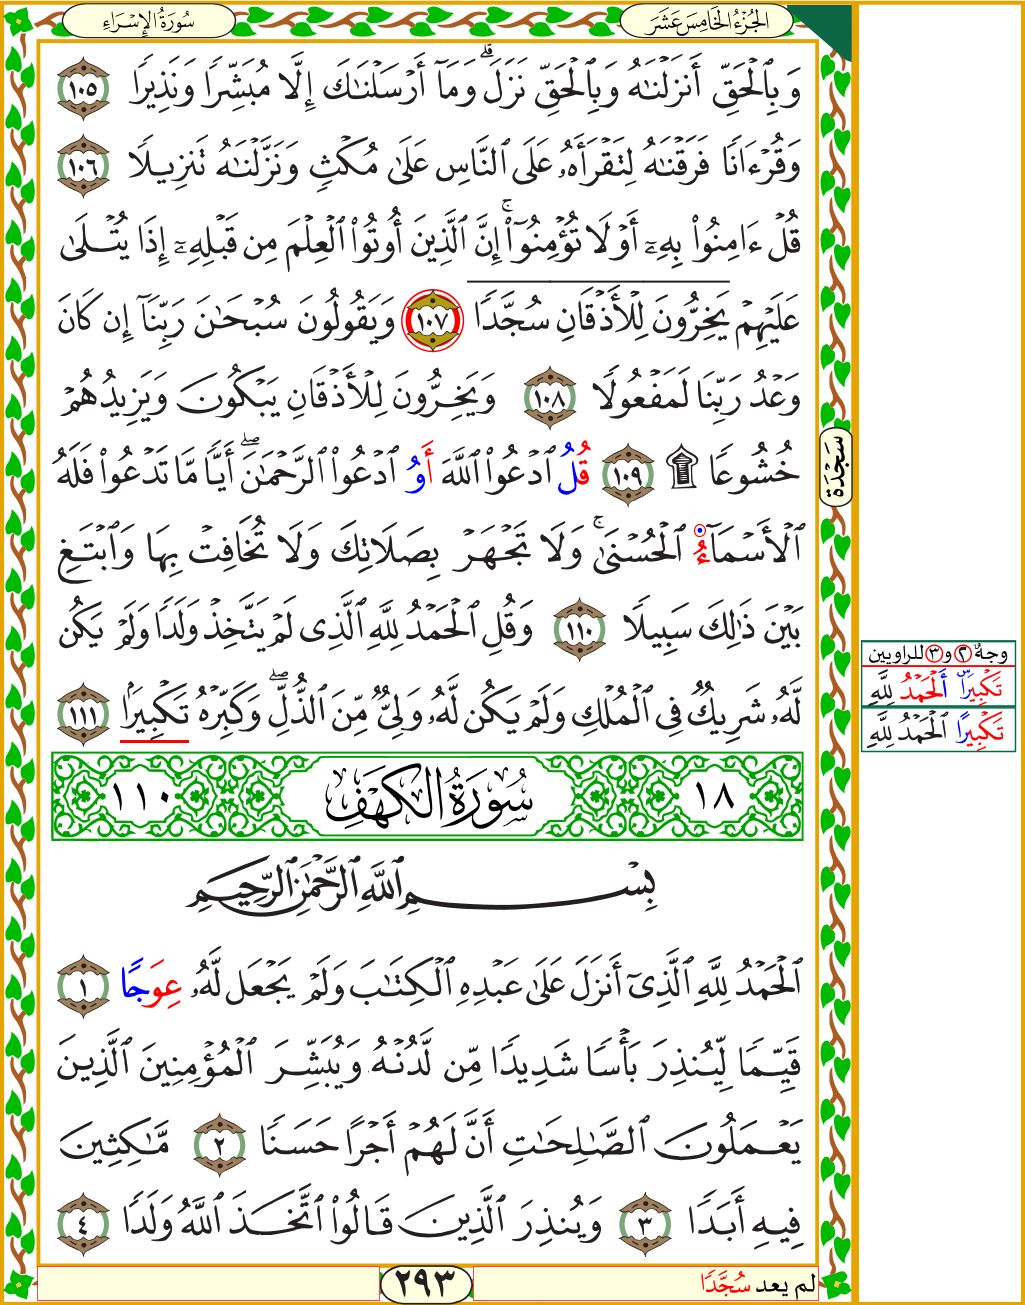 الجُزْءُ الْخَامِسَ عَشَرَ
سُورَةُ الإِسْرَاءِ
وَبِٱلۡحَقِّ أَنزَلۡنَـٰهُ وَبِٱلۡحَقِّ نَزَلَۗ وَمَآ أَرۡسَلۡنَـٰكَ إِلَّا مُبَشِّرًا وَنَذِيرًا ١٠٥
وَقُرۡءَانًا فَرَقۡنَـٰهُ لِتَقۡرَأَهُۥ عَلَى ٱلنَّاسِ عَلَىٰ مُكۡثٍ وَنَزَّلۡنَـٰهُ تَنزِيلًا ١٠٦
قُلۡ ءَامِنُوا۟ بِهِۦٓ أَوۡ لَا تُؤۡمِنُوٓا۟ۚ إِنَّ ٱلَّذِينَ أُوتُوا۟ ٱلۡعِلۡمَ مِن قَبۡلِهِۦٓ إِذَا يُتۡلَىٰ
عَلَيۡهِمۡ يَخِرُّونَ لِلۡأَذۡقَانِ سُجَّدًا ١٠٧ وَيَقُولُونَ سُبۡحَـٰنَ رَبِّنَآ إِن كَانَ
وَعۡدُ رَبِّنَا لَمَفۡعُولًا ١٠٨ وَيَخِرُّونَ لِلۡأَذۡقَانِ يَبۡكُونَ وَيَزِيدُهُمۡ
خُشُوعًا ۩ ١٠٩ قُلُ ٱدۡعُوا۟ ٱللَّهَ أَوُ ٱدۡعُوا۟ ٱلرَّحۡمَـٰنَۖ أَيًّا مَّا تَدۡعُوا۟ فَلَهُ
سَجْدَة
ٱلۡأَسۡمَآءُ ٱلۡحُسۡنَىٰۚ وَلَا تَجۡهَرۡ بِصَلَاتِكَ وَلَا تُخَافِتۡ بِهَا وَٱبۡتَغِ
بَيۡنَ ذَٰلِكَ سَبِيلًا ١١٠ وَقُلِ ٱلۡحَمۡدُ لِلَّهِ ٱلَّذِى لَمۡ يَتَّخِذۡ وَلَدًا وَلَمۡ يَكُن
لَّهُۥ شَرِيكٌ فِى ٱلۡمُلۡكِ وَلَمۡ يَكُن لَّهُۥ وَلِىٌّ مِّنَ ٱلذُّلِّۖ وَكَبِّرۡهُ تَكۡبِيرًۢا ١١١
وجهُ ٢ و ٣ للراويين
تَكۡبِيرًاۣ اَ۬لۡحَمۡدُ لِلَّهِ
تَكۡبِيرًا ٱلۡحَمۡدُ لِلَّهِ
١٨ سُورَةُ الكَهْفِ ١١٠
بِسۡمِ ٱللَّهِ ٱلرَّحۡمَـٰنِ ٱلرَّحِيمِ
ٱلۡحَمۡدُ لِلَّهِ ٱلَّذِىٓ أَنزَلَ عَلَىٰ عَبۡدِهِ ٱلۡكِتَـٰبَ وَلَمۡ يَجۡعَل لَّهُۥ عِوَجًا ١
قَيِّمًا لِّيُنذِرَ بَأۡسًا شَدِيدًا مِّن لَّدُنۡهُ وَيُبَشِّرَ ٱلۡمُؤۡمِنِينَ ٱلَّذِينَ
يَعۡمَلُونَ ٱلصَّـٰلِحَـٰتِ أَنَّ لَهُمۡ أَجۡرًا حَسَنًا ٢ مَّـٰكِثِينَ
فِيهِ أَبَدًا ٣ وَيُنذِرَ ٱلَّذِينَ قَالُوا۟ ٱتَّخَذَ ٱللَّهُ وَلَدًا ٤
لم يعد سُجَّدًا
٢٩٣